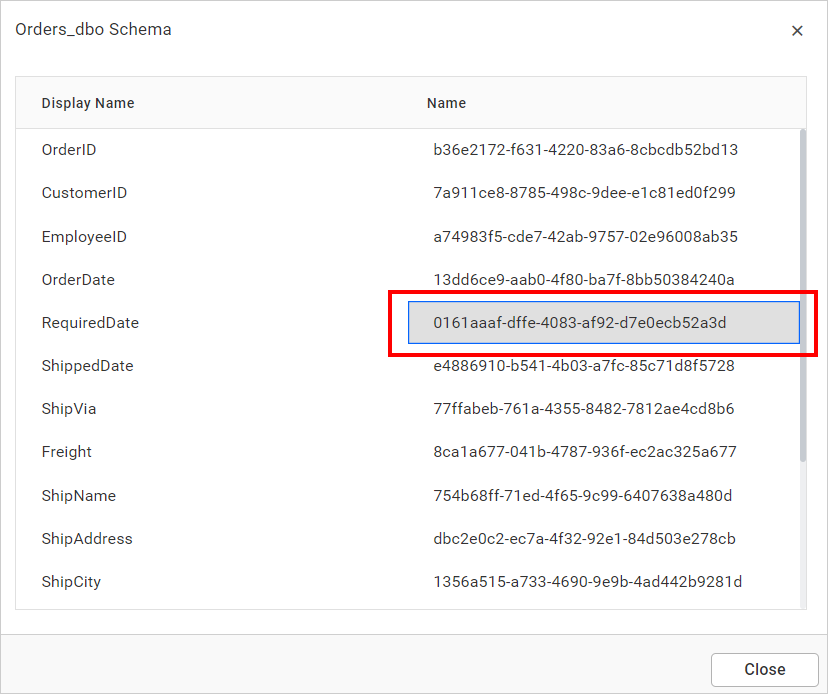 Orders_dbo Schema
Display Name Name
OrderID b36e2172-f631-4220-83a6-8cbcdb52bd13
CustomerID 7a911ce8-8785-498c-9dee-e1c81ed0f299
EmployeeID a74983f5-cde7-42ab-9757-02e96008ab35
OrderDate 13dd6ce9-aab0-4f80-ba7f-8bb50384240a
RequiredDate 0161aaaf-dffe-4083-af92-d7e0ecb52a3d
ShippedDate e4886910-b541-4b03-a7fc-85c71d8f5728
ShipVia 77ffabeb-761a-4355-8482-7812ae4cd8b6
Freight 8ca1a677-041b-4787-936f-ec2ac325a677
ShipName 754b68ff-71ed-4f65-9c99-6407638a480d
ShipAddress dbc2e0c2-ec7a-4f32-92e1-84d503e278cb
ShipCity 1356a515-a733-4690-9e9b-4ad442b9281d
Close